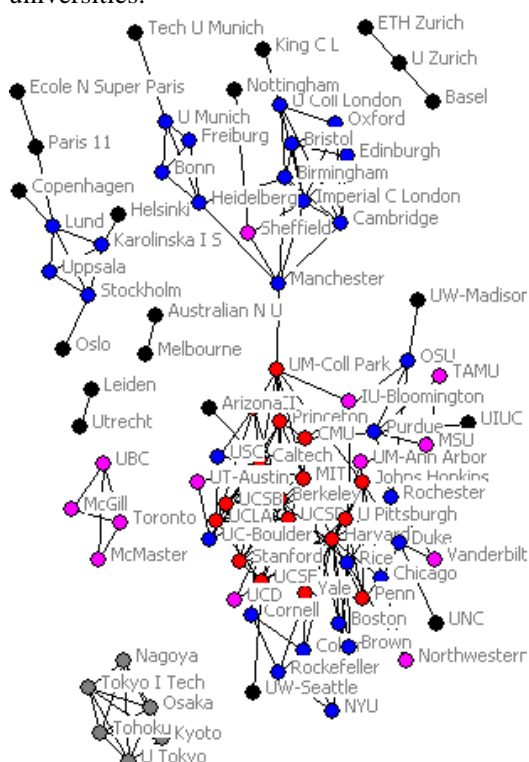 universities.
Tech U Munich
King C L
ETH Zurich
U Zurich
Basel
Ecole N Super Paris
Nottingham
U Coll London
Oxford
U Munich
Freiburg
Bristol
Edinburgh
Paris 11
Bonn
Birmingham
Copenhagen
Heidelberg
Imperial C London
Helsinki
Lund
Sheffield
Cambridge
Karolinska I S
Uppsala
Manchester
Stockholm
UW-Madison
Australian N U
Oslo
Melbourne
OSU
UM-Coll Park
TAMU
Leiden
IU-Bloomington
Arizona
Princeton
UIUC
Utrecht
CMU
Purdue
MSU
USC
Caltech
UBC
UM-Ann Arbor
UT-Austin
MIT
Johns Hopkins
UCSB
Berkeley
Rochester
McGill
UCLA
UCSD
U Pittsburgh
Toronto
UC-Boulder
Harvard
Duke
McMaster
Stanford
Rice
Vanderbilt
UCSF
Chicago
UCD
Yale
Penn
Cornell
Boston
UNC
Brown
Nagoya
Northwestern
Rockefeller
Tokyo I Tech
UW-Seattle
Osaka
NYU
Tohoku
Kyoto
U Tokyo